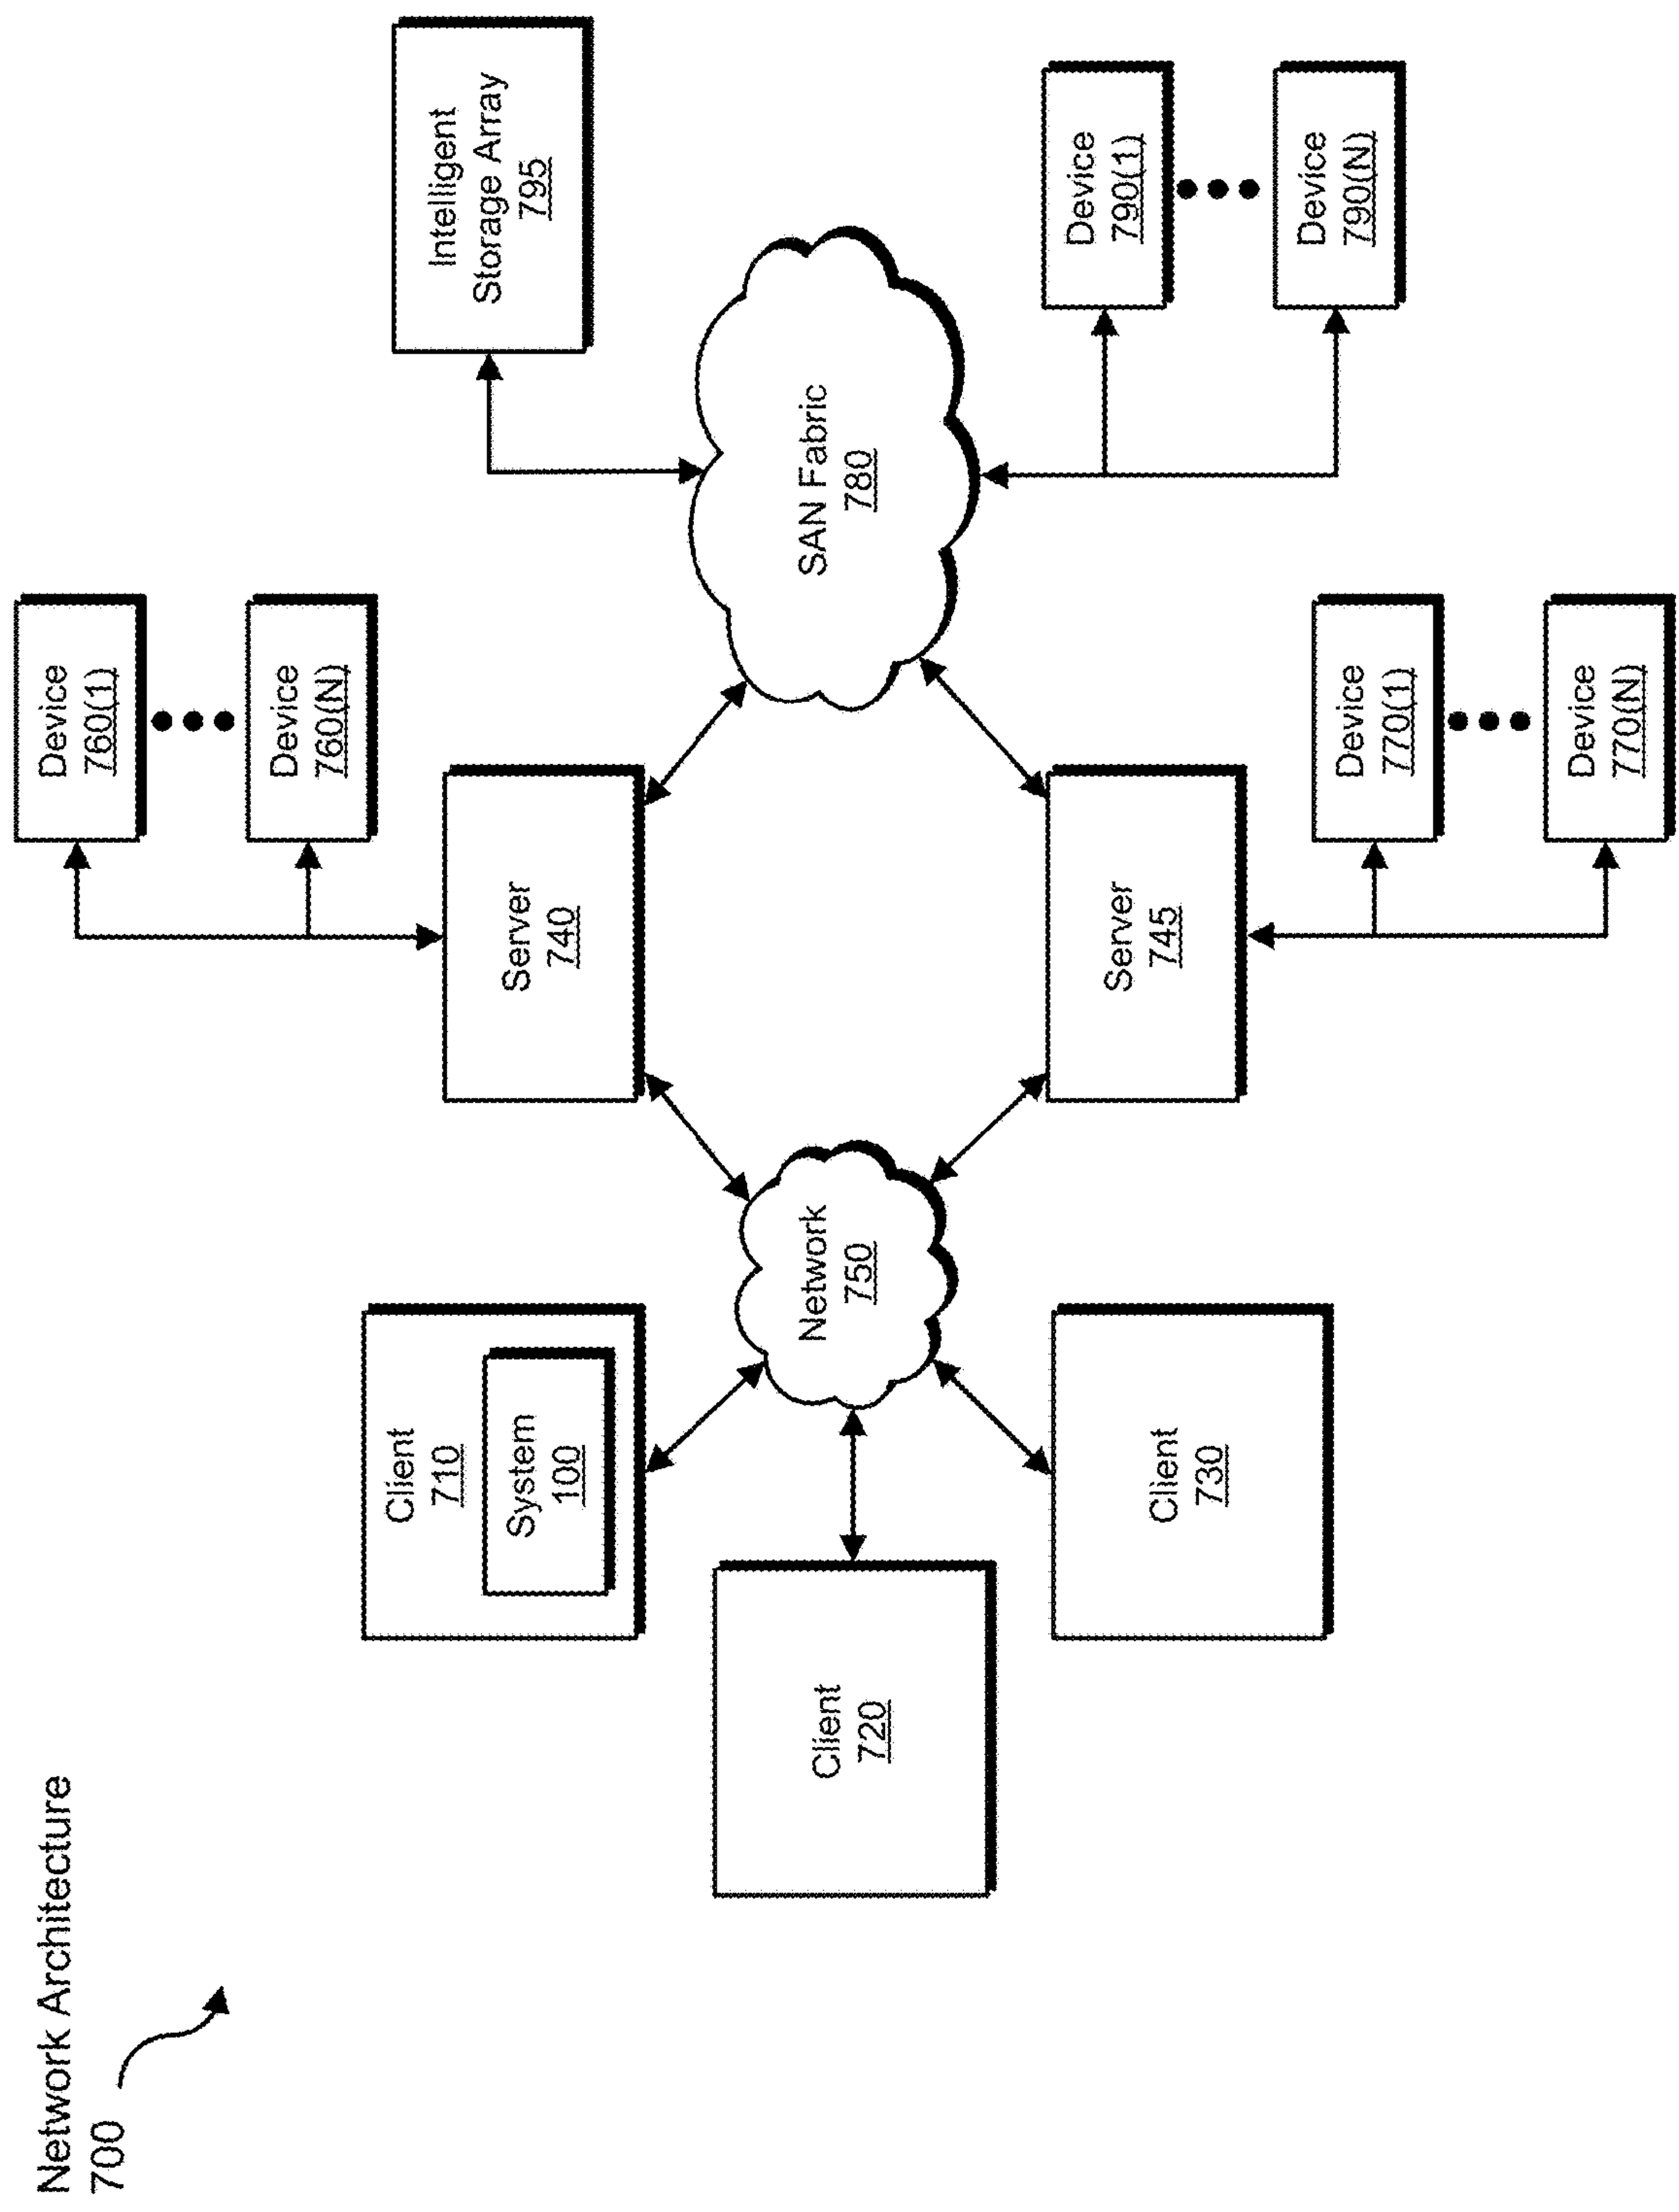 Network Architecture
700
Client
710
System
100
Client
720
Client
730
Network
750
Server
740
Server
745
Device
760(1)
Device
760(N)
Device
770(1)
Device
770(N)
SAN Fabric
780
Intelligent
Storage Array
795
Device
790(1)
Device
790(N)